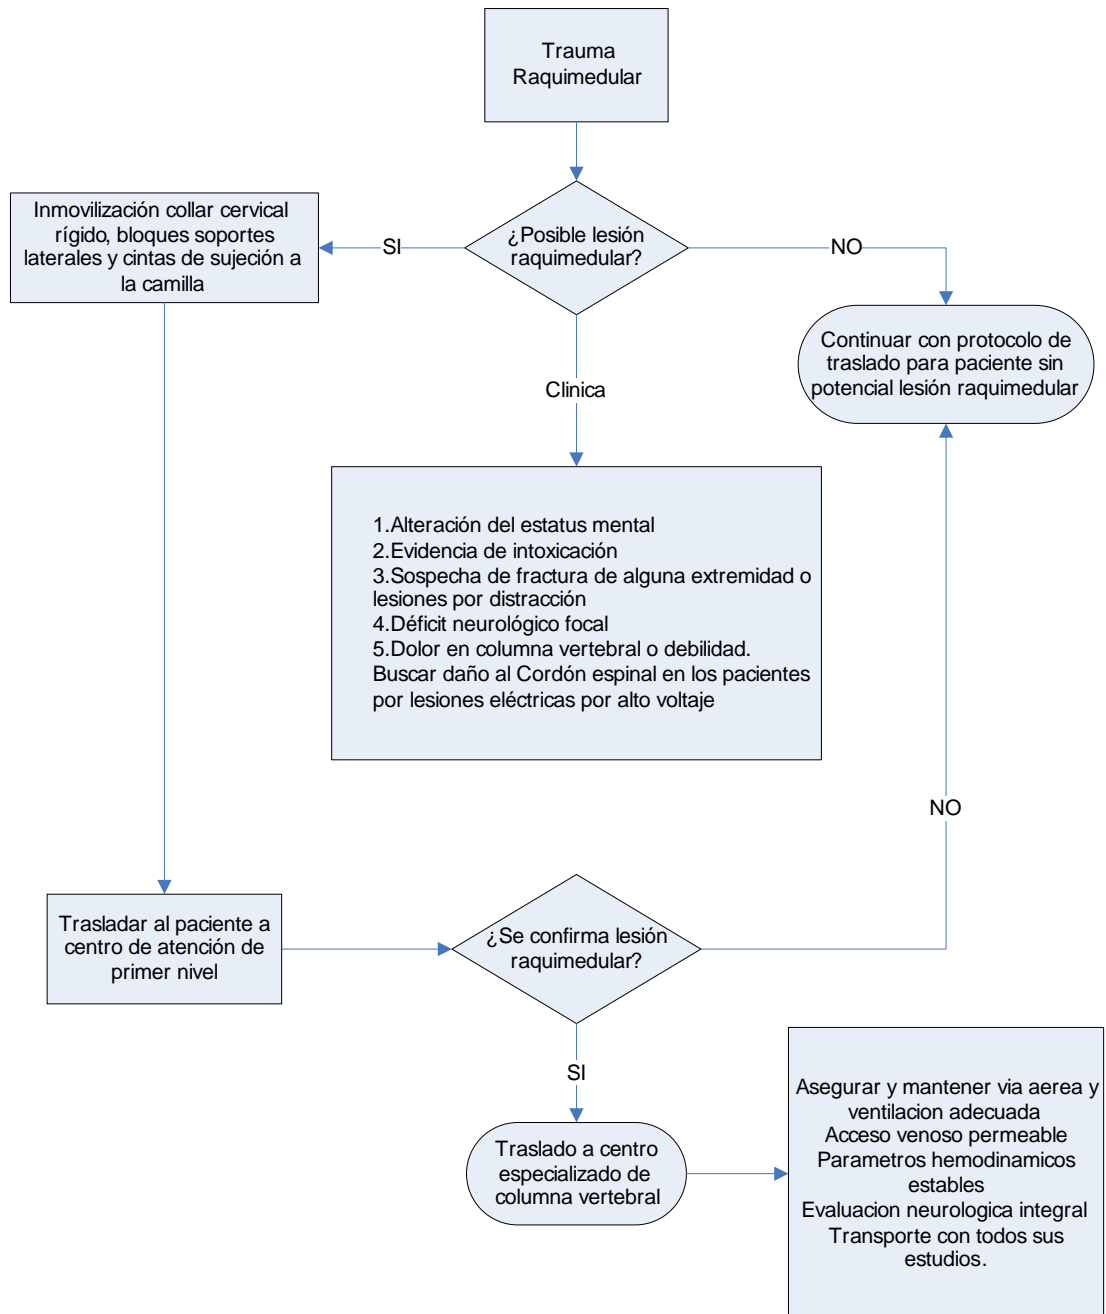 Trauma
Raquimedular
¿Posible lesión
raquimedular?
SI
NO
Inmovilización collar cervical
rígido, bloques soportes
laterales y cintas de sujeción a
la camilla
Continuar con protocolo de
traslado para paciente sin
potencial lesión raquimedular
Clinica
1.Alteración del estatus mental
2.Evidencia de intoxicación
3.Sospecha de fractura de alguna extremidad o
lesiones por distracción
4.Déficit neurológico focal
5.Dolor en columna vertebral o debilidad.
Buscar daño al Cordón espinal en los pacientes
por lesiones eléctricas por alto voltaje
Trasladar al paciente a
centro de atención de
primer nivel
¿Se confirma lesión
raquimedular?
NO
SI
Traslado a centro
especializado de
columna vertebral
Asegurar y mantener via aerea y
ventilacion adecuada
Acceso venoso permeable
Parametros hemodinamicos
estables
Evaluacion neurologica integral
Transporte con todos sus
estudios.